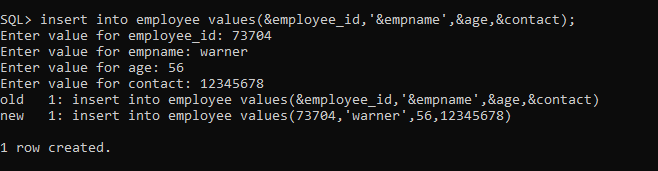 SQL> insert into employee values(&employee_id,'&empname',&age,&contact);
Enter value for employee_id: 73704
Enter value for empname: warner
Enter value for age: 56
Enter value for contact: 12345678
old   1: insert into employee values(&employee_id,'&empname',&age,&contact)
new   1: insert into employee values(73704,'warner',56,12345678)
1 row created.